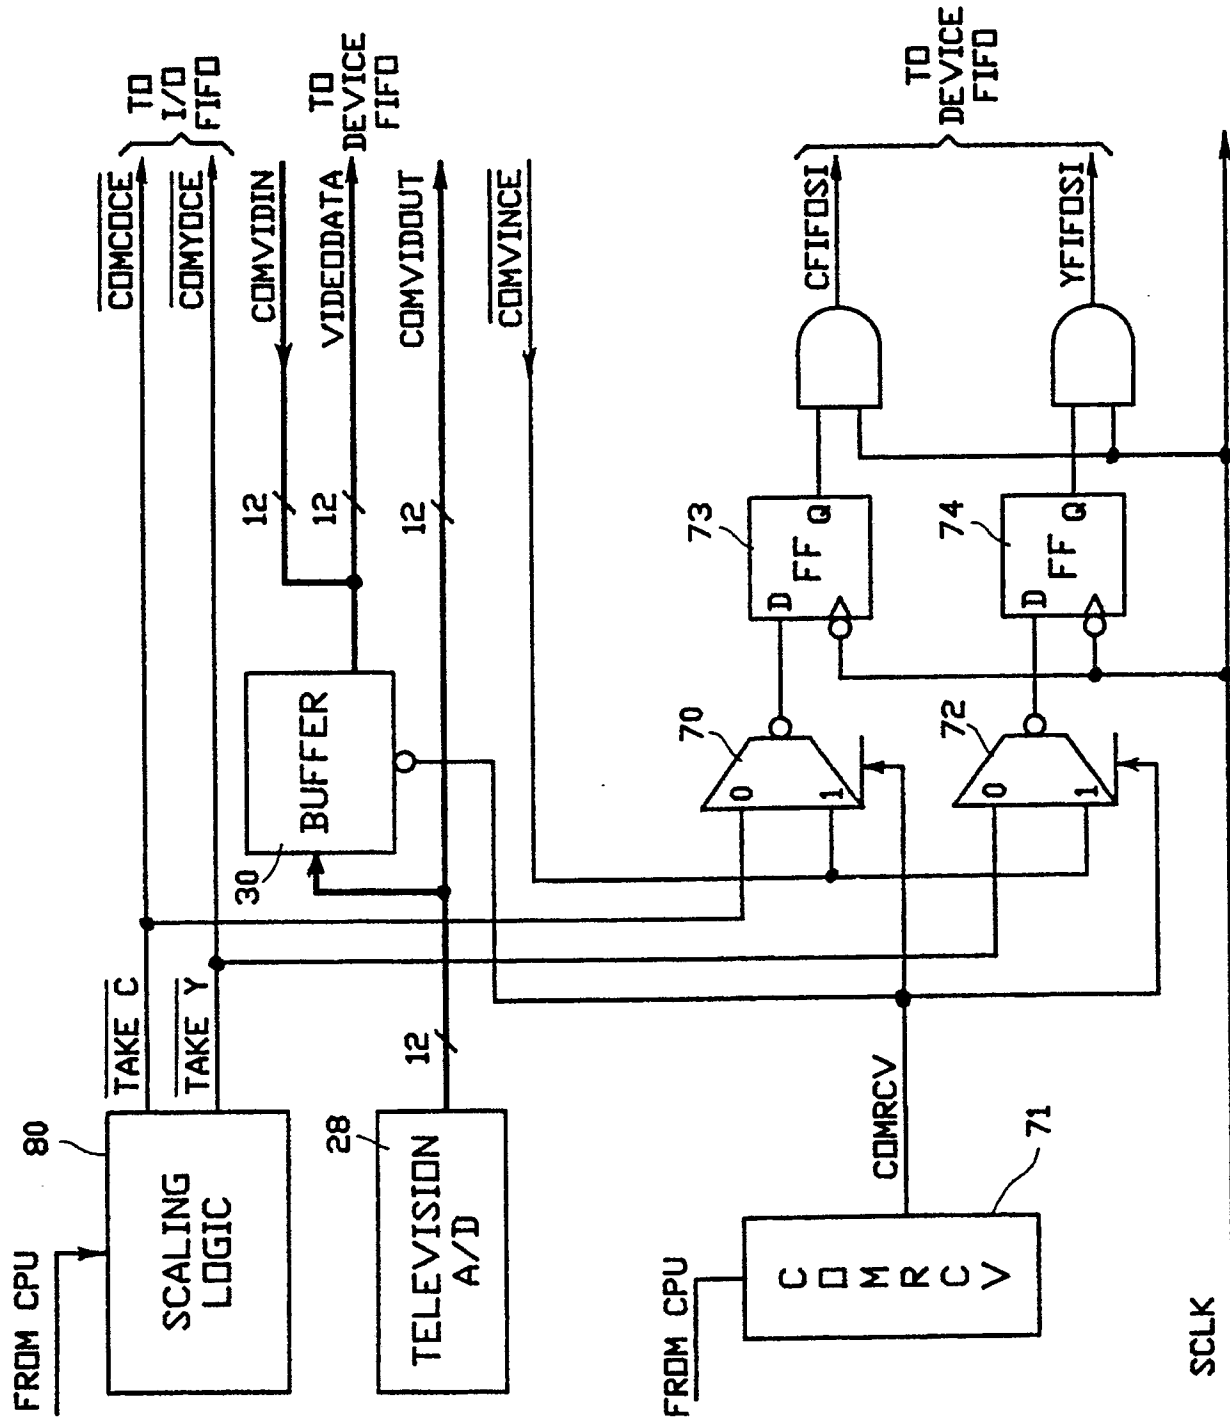 FROM CPU
80
SCALING
LOGIC
TAKE C
TAKE Y
COMCOCE
COMYOCE
TO
I/O
FIFO
28
TELEVISION
A/D
12
30
BUFFER
12
12
12
COMVIDIN
VIDEODATA
COMVIDOUT
COMVINCE
TO
DEVICE
FIFO
FROM CPU
C
O
M
R
C
V
71
COMRCV
70
0
1
72
0
1
73
D
FF
Q
74
D
FF
Q
CFIFOSI
YFIFOSI
TO
DEVICE
FIFO
SCLK